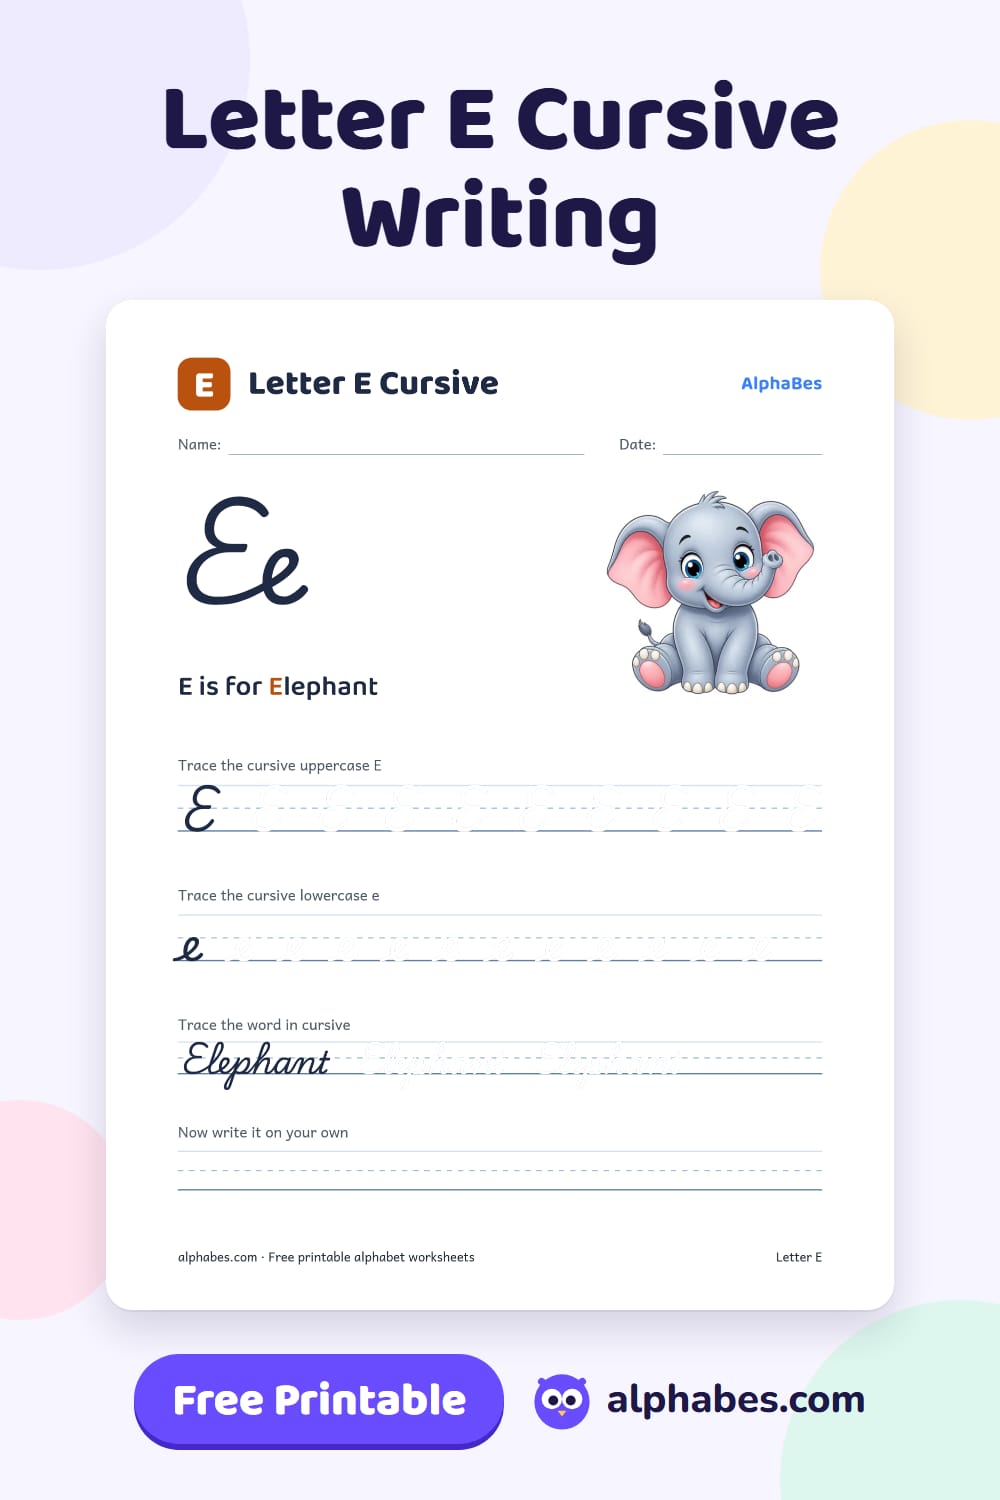 Letter E Cursive
Writing
E Letter E Cursive AlphaBes
Name: Date:
Ee
E is for Elephant
Trace the cursive uppercase E
E E E E E E E E E E
Trace the cursive lowercase e
e e e e e e e e e e e e
Trace the word in cursive
Elephant Elephant Elephant
Now write it on your own
alphabes.com · Free printable alphabet worksheets Letter E
Free Printable alphabes.com